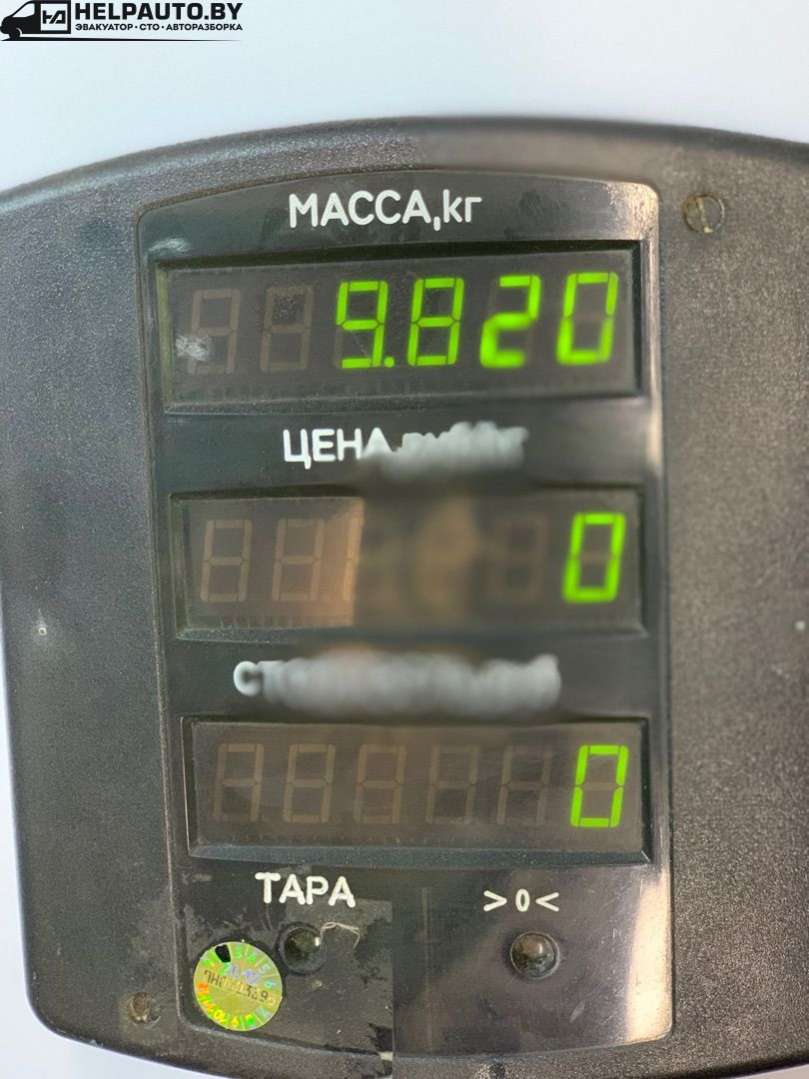 HELPAUTO.BY
ЭВАКУАТОР • СТО • АВТОРАЗБОРКА
МАССА,кг
9.820
ЦЕНА
0
0
ТАРА
>0<